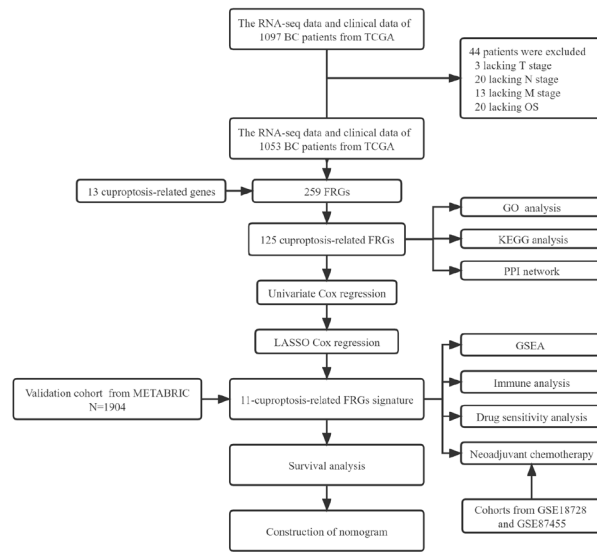 The RNA-seq data and clinical data of
1097 BC patients from TCGA
44 patients were excluded
3 lacking T stage
20 lacking N stage
13 lacking M stage
20 lacking OS
The RNA-seq data and clinical data of
1053 BC patients from TCGA
13 cuproptosis-related genes
259 FRGs
125 cuproptosis-related FRGs
GO analysis
KEGG analysis
PPI network
Univariate Cox regression
LASSO Cox regression
Validation cohort from METABRIC
N=1904
11-cuproptosis-related FRGs signature
GSEA
Immune analysis
Drug sensitivity analysis
Neoadjuvant chemotherapy
Survival analysis
Cohorts from GSE18728
and GSE87455
Construction of nomogram